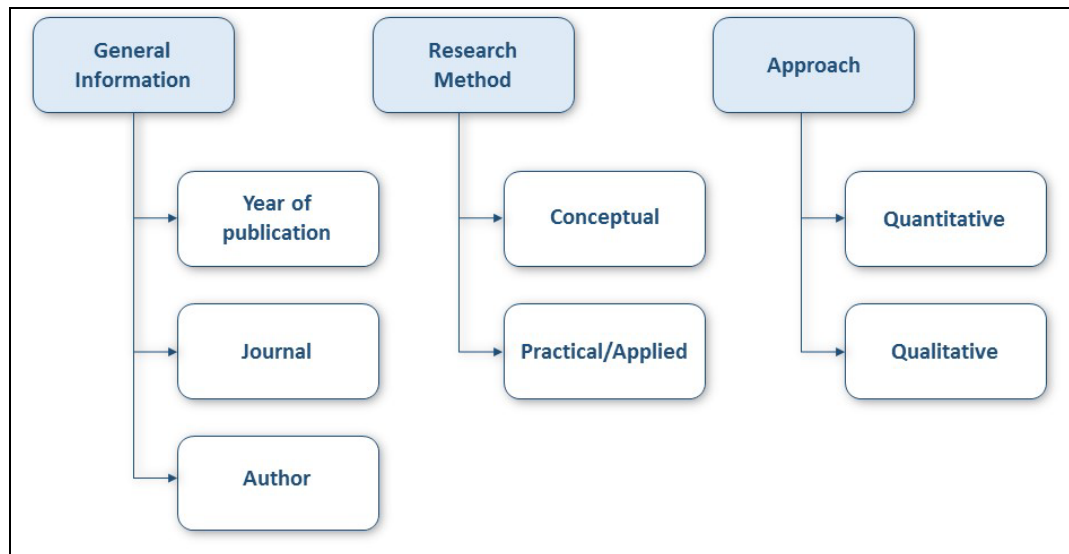 General
Information
Year of
publication
Journal
Author
Research
Method
Conceptual
Practical/Applied
Approach
Quantitative
Qualitative